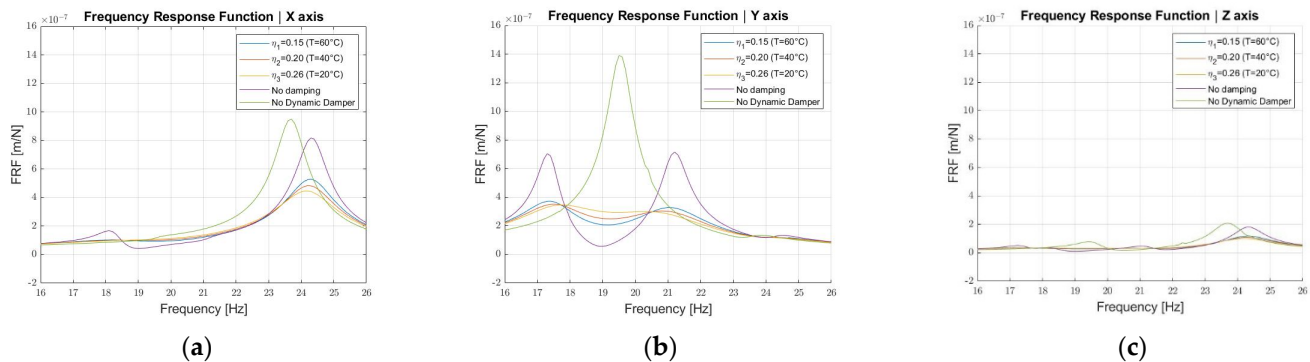 Frequency Response Function | X axis
×10⁻⁷
16
14
12
10
8
6
4
2
0
-2
FRF [m/N]
η₁=0.15 (T=60°C)
η₂=0.20 (T=40°C)
η₃=0.26 (T=20°C)
No damping
No Dynamic Damper
16 17 18 19 20 21 22 23 24 25 26
Frequency [Hz]
(a)
Frequency Response Function | Y axis
×10⁻⁷
16
14
12
10
8
6
4
2
0
-2
FRF [m/N]
η₁=0.15 (T=60°C)
η₂=0.20 (T=40°C)
η₃=0.26 (T=20°C)
No damping
No Dynamic Damper
16 17 18 19 20 21 22 23 24 25 26
Frequency [Hz]
(b)
Frequency Response Function | Z axis
×10⁻⁷
16
14
12
10
8
6
4
2
0
-2
FRF [m/N]
η₁=0.15 (T=60°C)
η₂=0.20 (T=40°C)
η₃=0.26 (T=20°C)
No damping
No Dynamic Damper
16 17 18 19 20 21 22 23 24 25 26
Frequency [Hz]
(c)